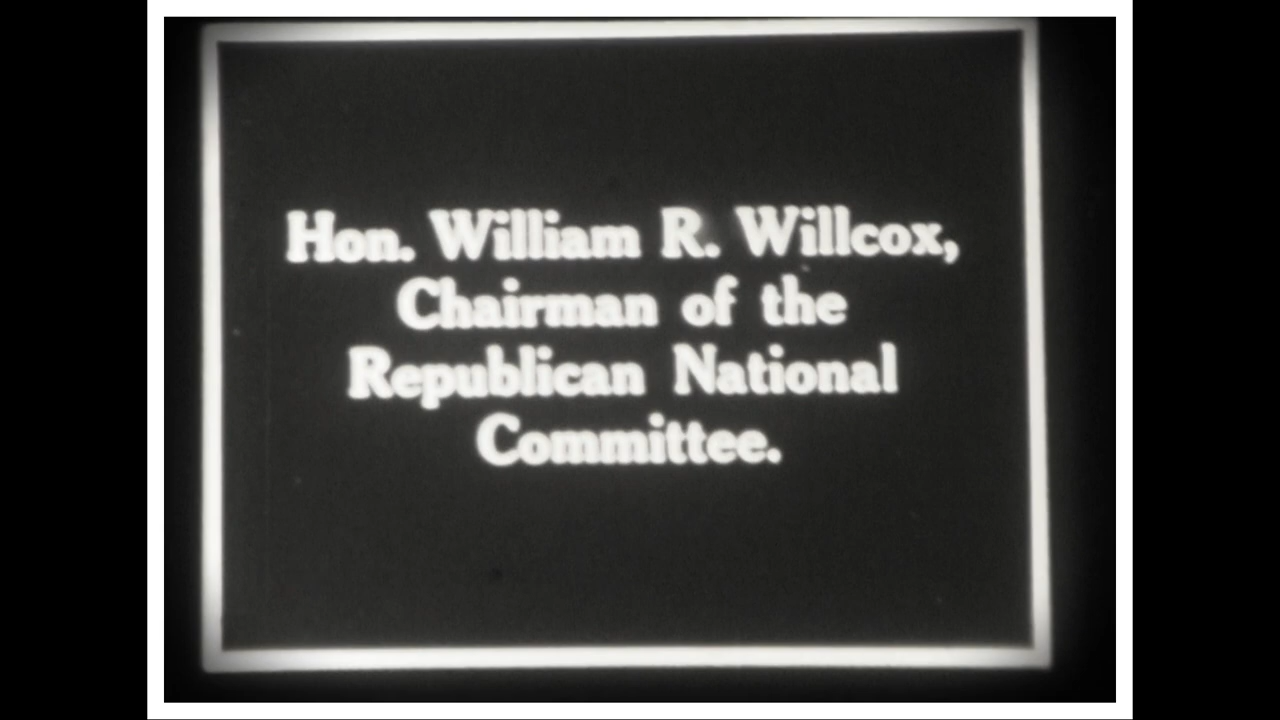 Hon. William R. Willcox,
Chairman of the
Republican National
Committee.